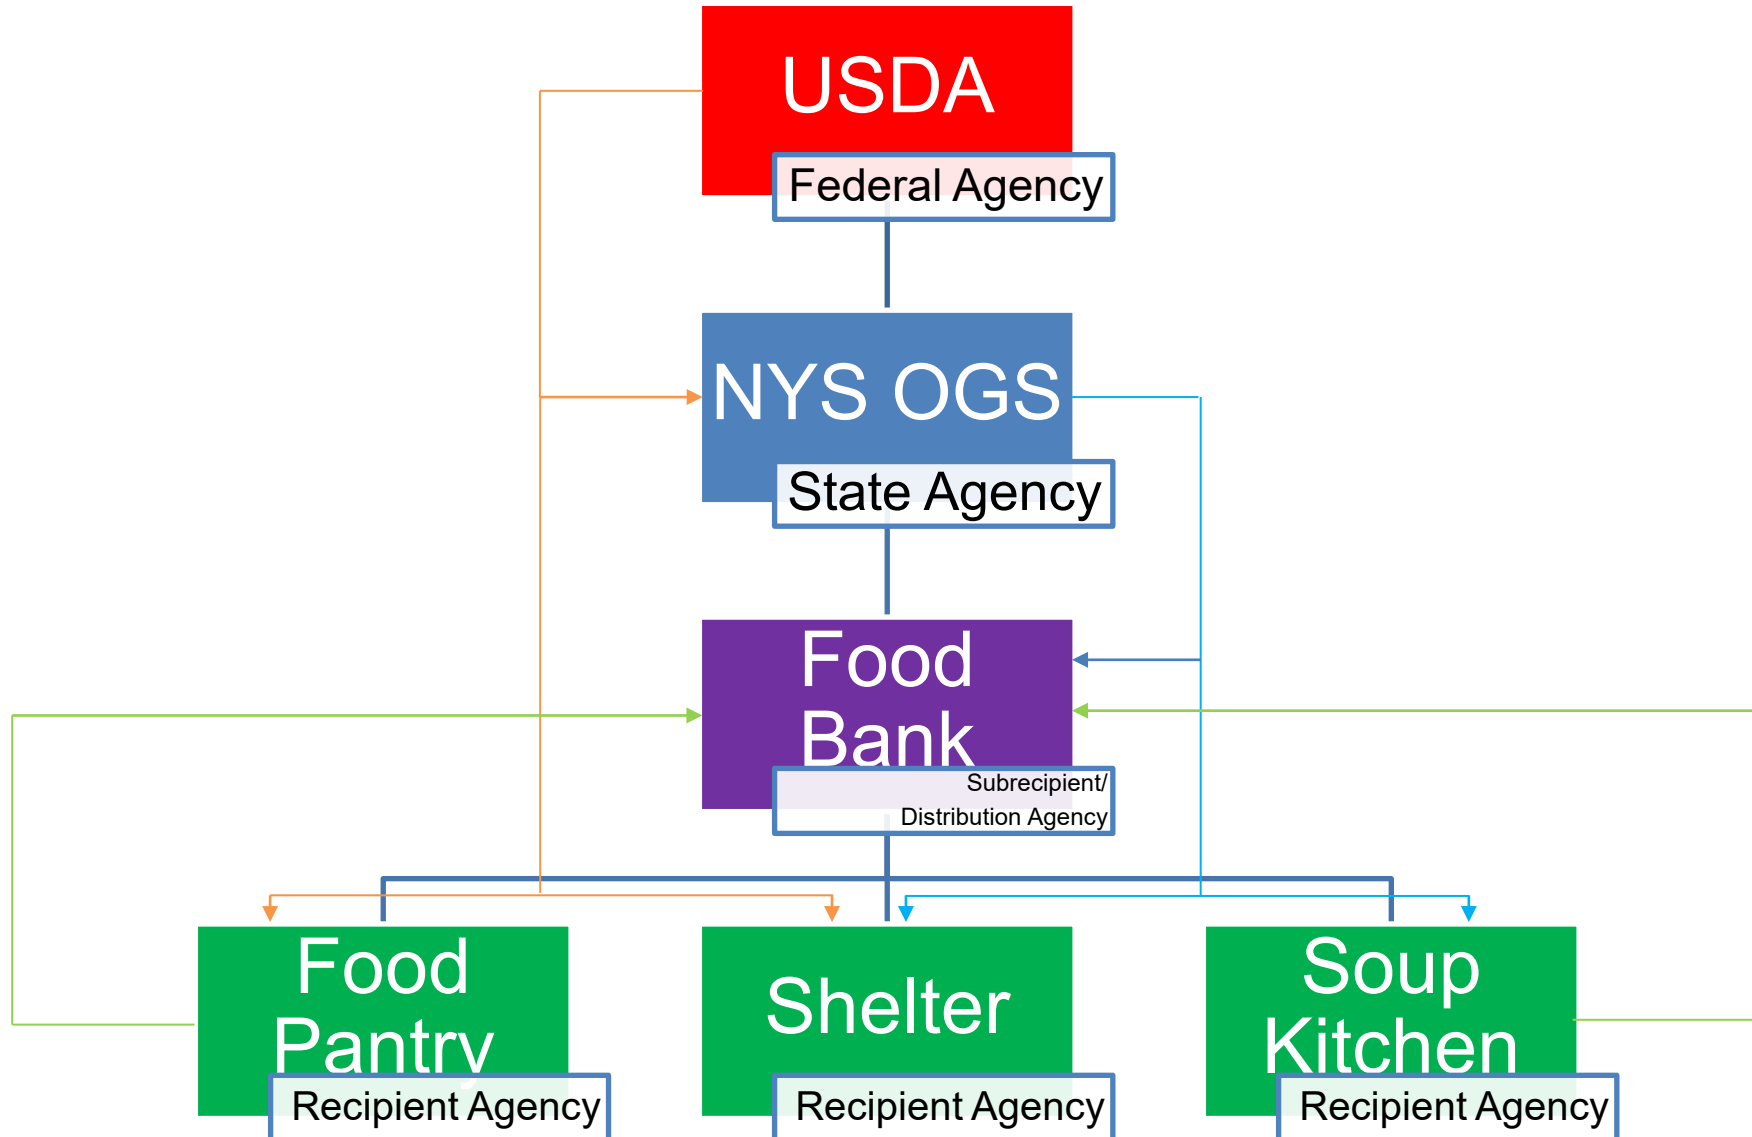 USDA
Federal Agency
NYS OGS
State Agency
Food
Bank
Subrecipient/
Distribution Agency
Food
Pantry
Recipient Agency
Shelter
Recipient Agency
Soup
Kitchen
Recipient Agency